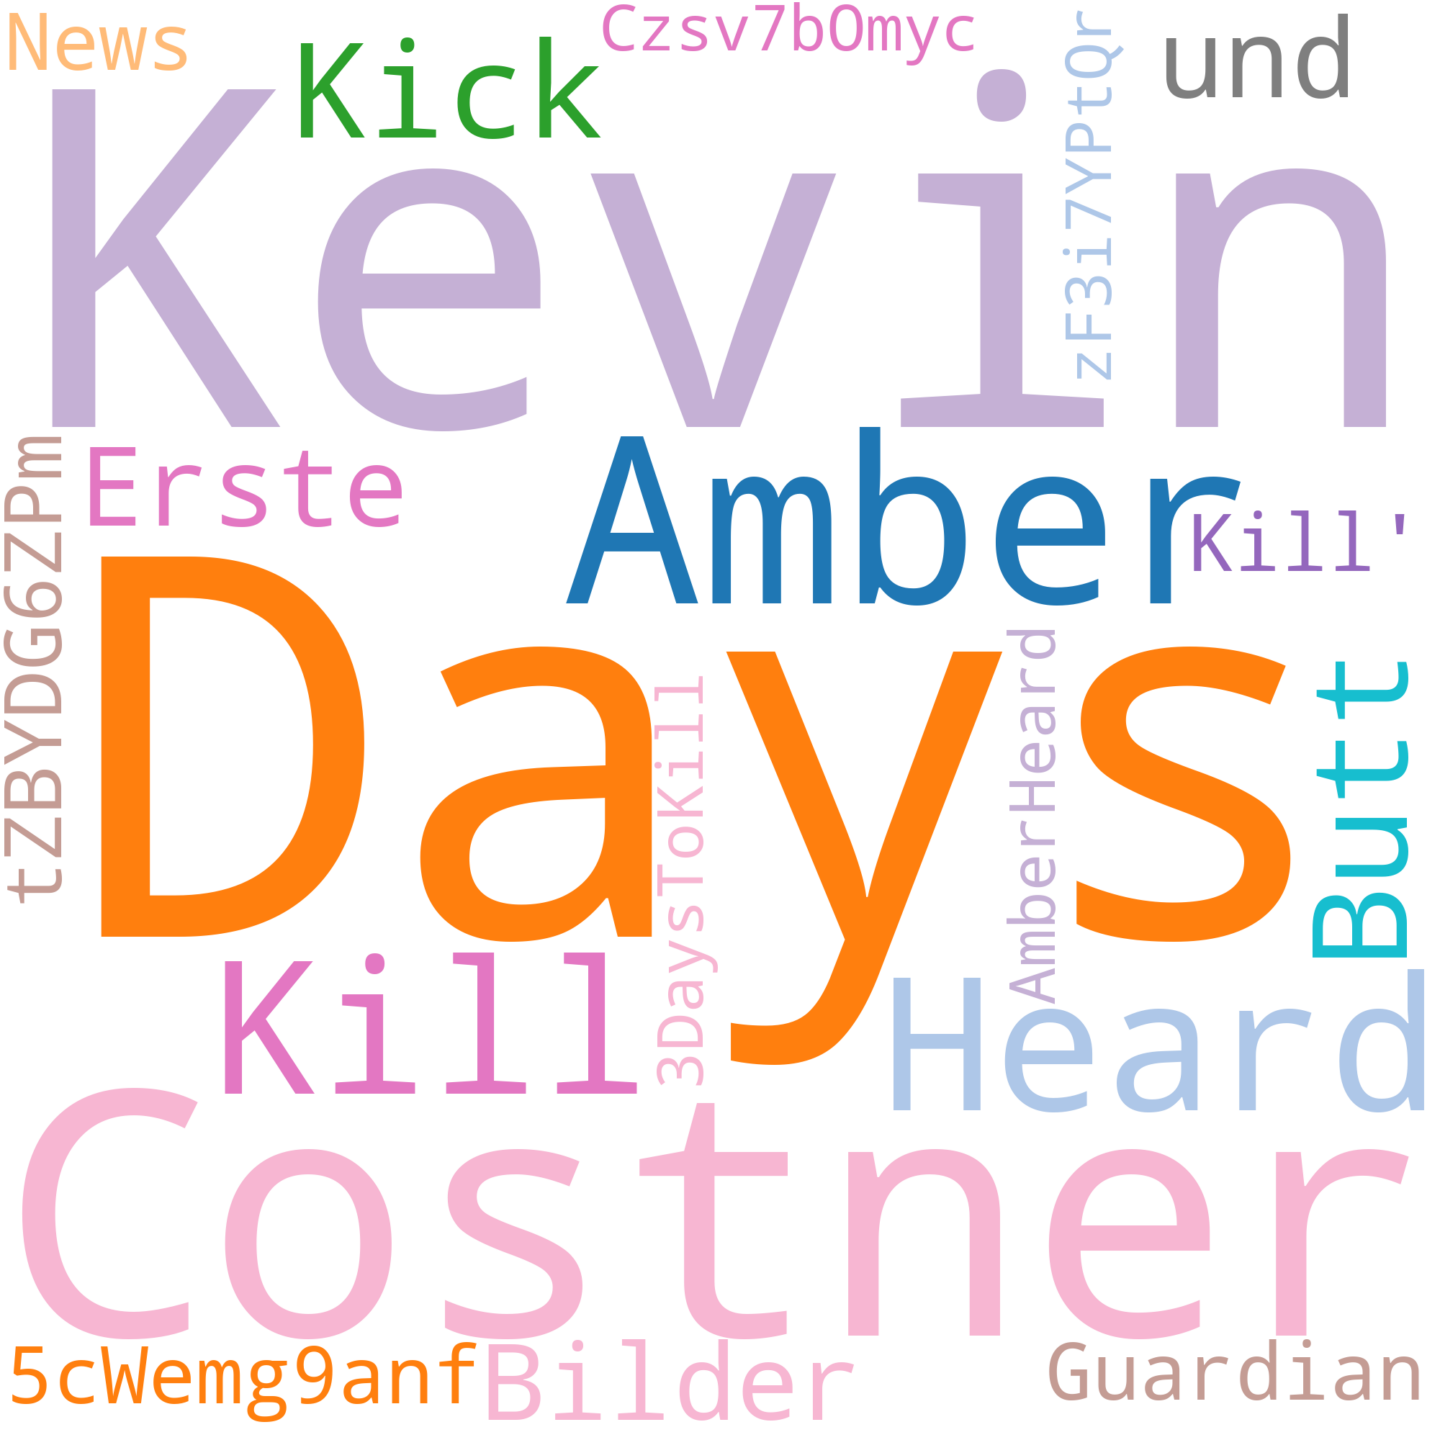 News
Kick
Czsv7bOmyc
zF3i7YPtQr
und
Kevin
tZBYDG6ZPm
Erste
Amber
Kill'
Days
3DaysToKill
AmberHeard
Butt
Kill
Heard
Costner
5cWemg9anf
Bilder
Guardian